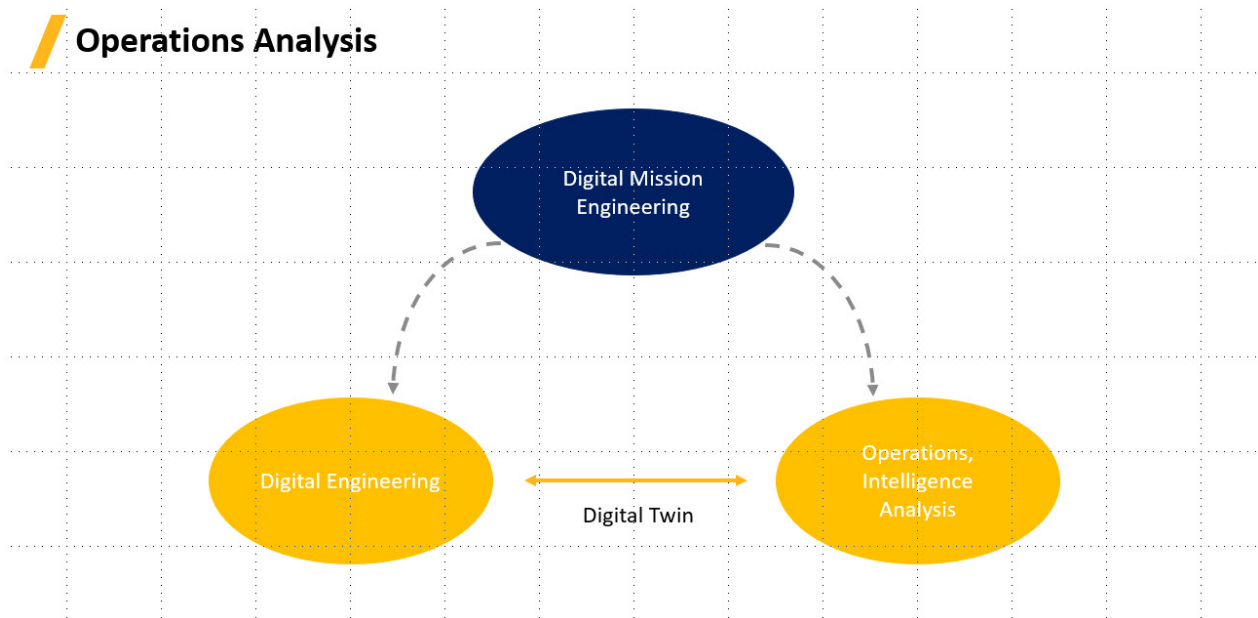 Operations Analysis
Digital Mission
Engineering
Digital Engineering
Operations,
Intelligence
Analysis
Digital Twin